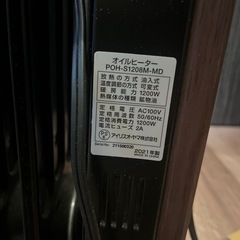 オイルヒーター
POH-S1208M-MD
放熱の方式 油入式
温度調節の方式 可変式
暖房能力 1200W
熱媒体の種類 鉱物油
定格電圧 AC100V
定格周波数 50/60Hz
定格消費電力 1200W
電流ヒューズ 2A
アイリスオーヤマ株式会社
2021年製